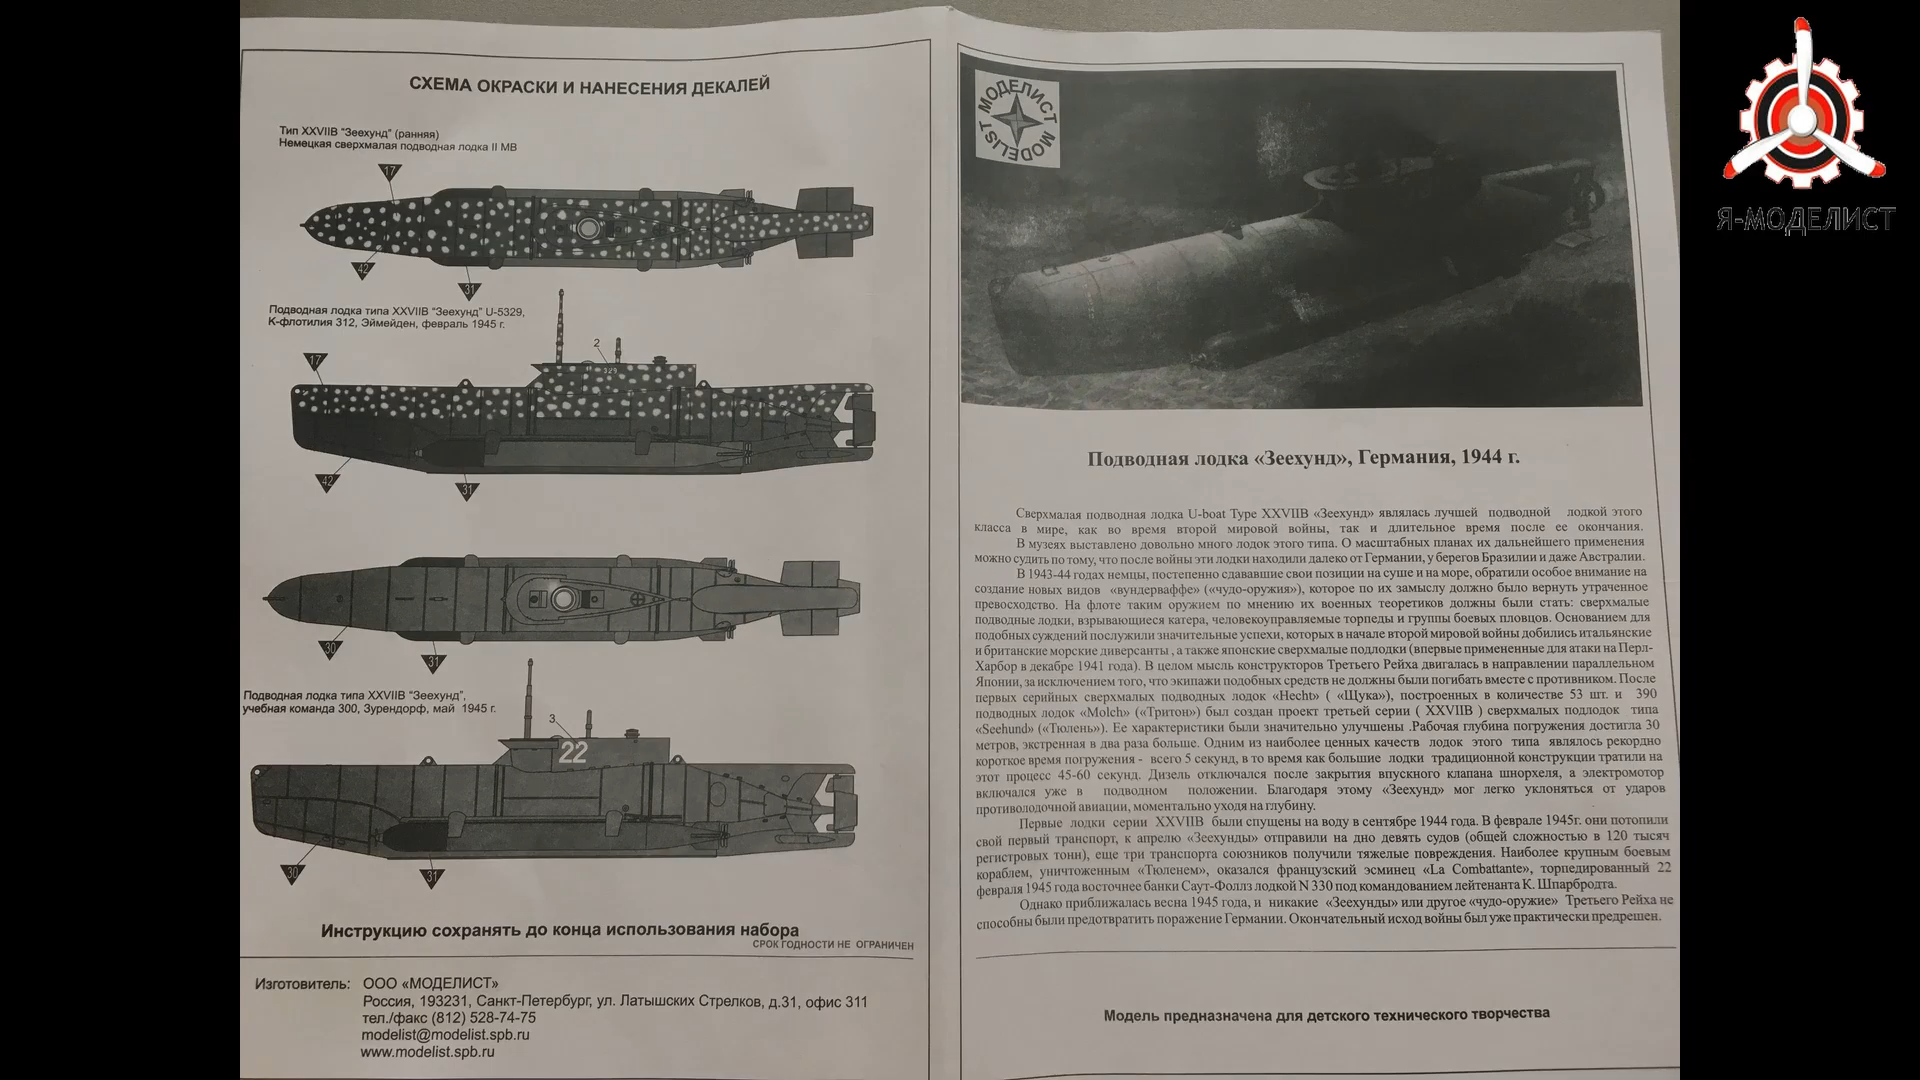 СХЕМА ОКРАСКИ И НАНЕСЕНИЯ ДЕКАЛЕЙ
Тип XXVIIB "Зеехунд" (ранняя)
Немецкая сверхмалая подводная лодка II МВ
17
42
31
Подводная лодка типа XXVIIB "Зеехунд" U-5329,
К-флотилия 312, Эймейден, февраль 1945 г.
2
329
17
42
31
30
31
Подводная лодка типа XXVIIB "Зеехунд",
учебная команда 300, Зурендорф, май 1945 г.
3
22
30
31
Инструкцию сохранять до конца использования набора
СРОК ГОДНОСТИ НЕ ОГРАНИЧЕН
Изготовитель: ООО «МОДЕЛИСТ»
Россия, 193231, Санкт-Петербург, ул. Латышских Стрелков, д.31, офис 311
тел./факс (812) 528-74-75
modelist@modelist.spb.ru
www.modelist.spb.ru
МОДЕЛИСТ MODELIST
Подводная лодка «Зеехунд», Германия, 1944 г.
Сверхмалая подводная лодка U-boat Type XXVIIB «Зеехунд» являлась лучшей подводной лодкой этого
класса в мире, как во время второй мировой войны, так и длительное время после ее окончания.
В музеях выставлено довольно много лодок этого типа. О масштабных планах их дальнейшего применения
можно судить по тому, что после войны эти лодки находили далеко от Германии, у берегов Бразилии и даже Австралии.
В 1943-44 годах немцы, постепенно сдававшие свои позиции на суше и на море, обратили особое внимание на
создание новых видов «вундерваффе» («чудо-оружия»), которое по их замыслу должно было вернуть утраченное
превосходство. На флоте таким оружием по мнению их военных теоретиков должны были стать: сверхмалые
подводные лодки, взрывающиеся катера, человекоуправляемые торпеды и группы боевых пловцов. Основанием для
подобных суждений послужили значительные успехи, которых в начале второй мировой войны добились итальянские
и британские морские диверсанты , а также японские сверхмалые подлодки (впервые примененные для атаки на Перл-
Харбор в декабре 1941 года). В целом мысль конструкторов Третьего Рейха двигалась в направлении параллельном
Японии, за исключением того, что экипажи подобных средств не должны были погибать вместе с противником. После
первых серийных сверхмалых подводных лодок «Hecht» ( «Щука»), построенных в количестве 53 шт. и 390
подводных лодок «Molch» («Тритон») был создан проект третьей серии ( XXVIIB ) сверхмалых подлодок типа
«Seehund» («Тюлень»). Ее характеристики были значительно улучшены .Рабочая глубина погружения достигла 30
метров, экстренная в два раза больше. Одним из наиболее ценных качеств лодок этого типа являлось рекордно
короткое время погружения - всего 5 секунд, в то время как большие лодки традиционной конструкции тратили на
этот процесс 45-60 секунд. Дизель отключался после закрытия впускного клапана шнорхеля, а электромотор
включался уже в подводном положении. Благодаря этому «Зеехунд» мог легко уклоняться от ударов
противолодочной авиации, моментально уходя на глубину.
Первые лодки серии XXVIIB были спущены на воду в сентябре 1944 года. В феврале 1945г. они потопили
свой первый транспорт, к апрелю «Зеехунды» отправили на дно девять судов (общей сложностью в 120 тысяч
регистровых тонн), еще три транспорта союзников получили тяжелые повреждения. Наиболее крупным боевым
кораблем, уничтоженным «Тюленем», оказался французский эсминец «La Combattante», торпедированный 22
февраля 1945 года восточнее банки Саут-Фоллз лодкой N 330 под командованием лейтенанта К. Шпарбродта.
Однако приближалась весна 1945 года, и никакие «Зеехунды» или другое «чудо-оружие» Третьего Рейха не
способны были предотвратить поражение Германии. Окончательный исход войны был уже практически предрешен.
Модель предназначена для детского технического творчества
Я-МОДЕЛИСТ